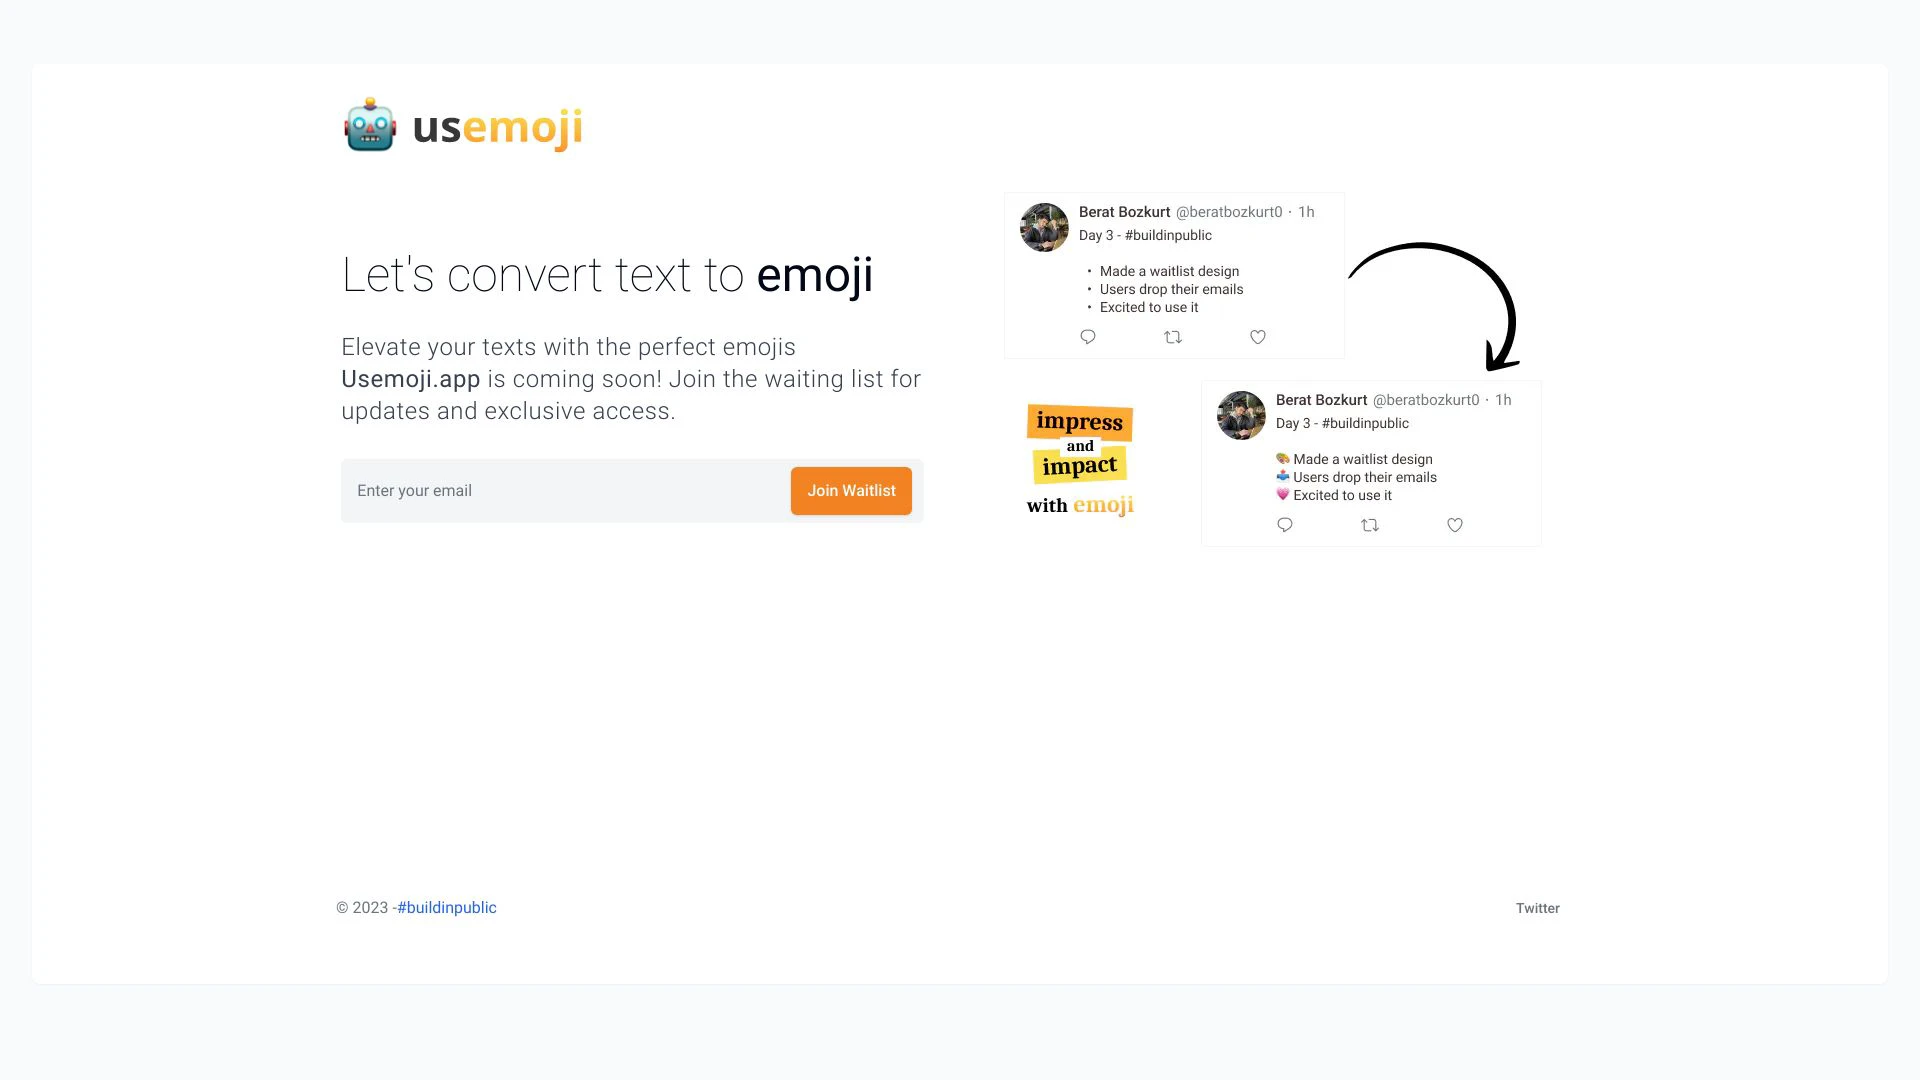 usemoji
Let's convert text to emoji
Elevate your texts with the perfect emojis
Usemoji.app is coming soon! Join the waiting list for
updates and exclusive access.
Enter your email
Join Waitlist
Berat Bozkurt @beratbozkurt0 · 1h
Day 3 - #buildinpublic
• Made a waitlist design
• Users drop their emails
• Excited to use it
impress
and
impact
with emoji
Berat Bozkurt @beratbozkurt0 · 1h
Day 3 - #buildinpublic
🎨 Made a waitlist design
📤 Users drop their emails
💗 Excited to use it
© 2023 -#buildinpublic
Twitter